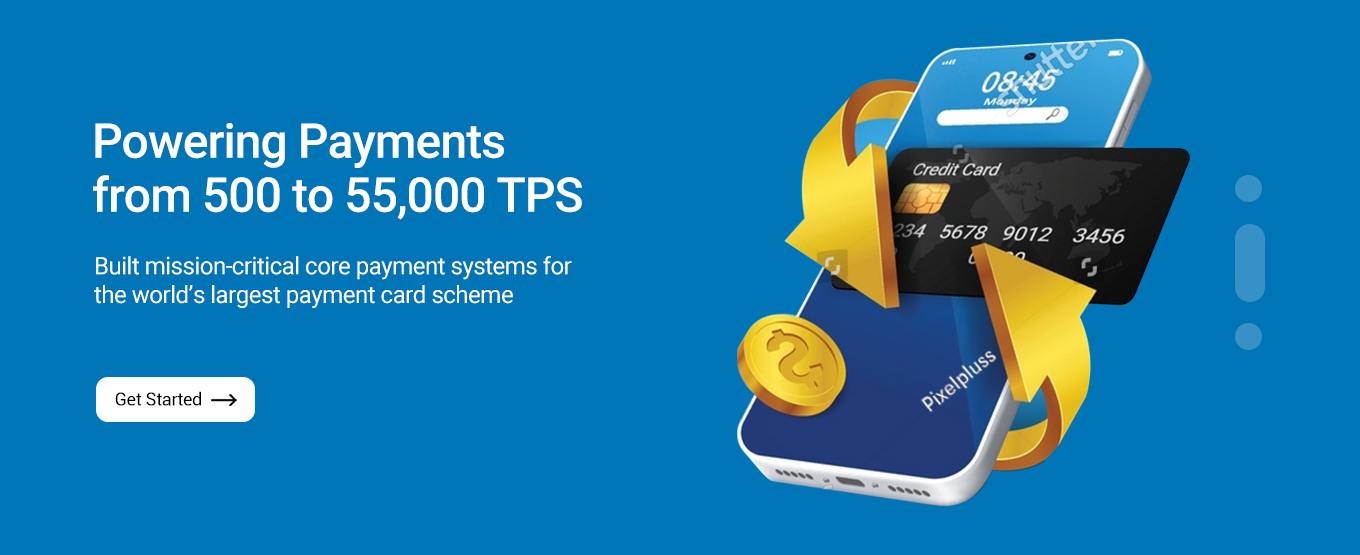 Powering Payments
from 500 to 55,000 TPS
Built mission-critical core payment systems for
the world’s largest payment card scheme
Get Started
08:45
Monday
Credit Card
234 5678 9012 3456
Pixelpluss